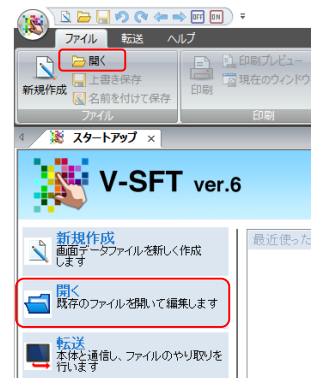 OFF ON
ファイル 転送 ヘルプ
開く
上書き保存
名前を付けて保存
新規作成
ファイル
印刷プレビュー
現在のウィンドウ
印刷
印刷
スタートアップ ×
V-SFT ver.6
新規作成
画面データファイルを新しく作成
します
開く
既存のファイルを開いて編集します
転送
本体と通信し、ファイルのやり取りを
行います
最近使った